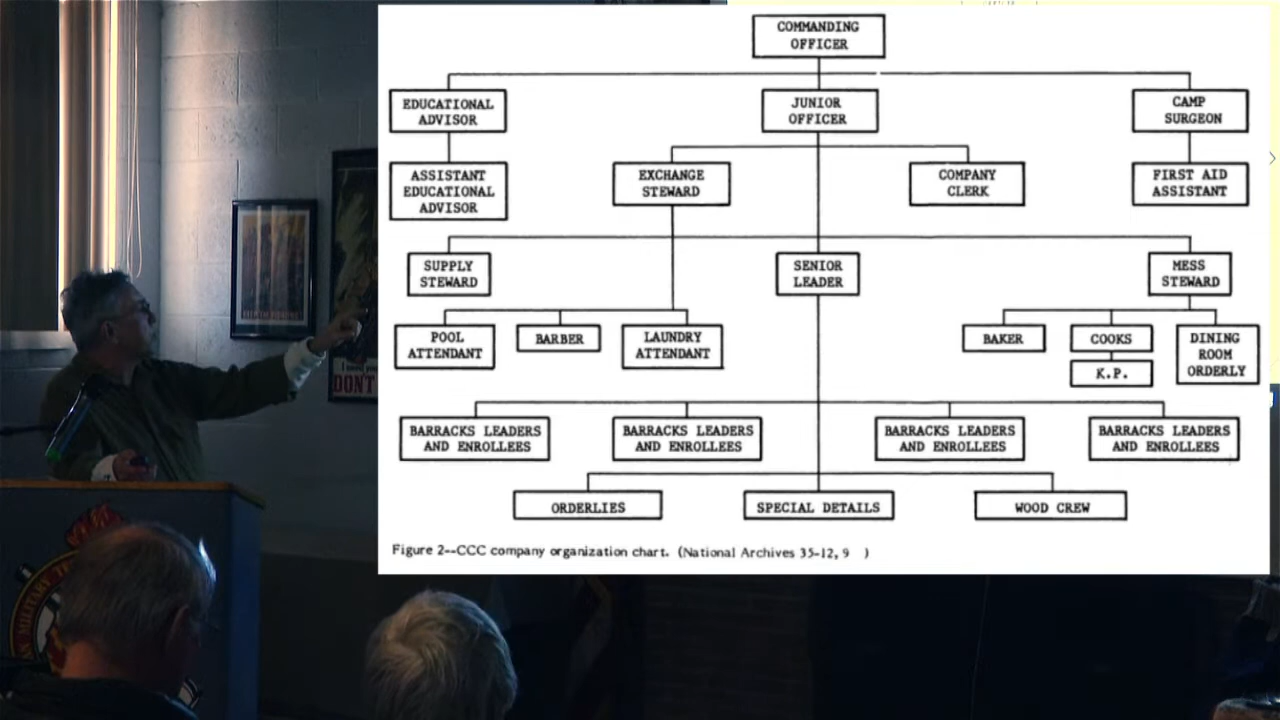 COMMANDING
OFFICER
EDUCATIONAL
ADVISOR
JUNIOR
OFFICER
CAMP
SURGEON
ASSISTANT
EDUCATIONAL
ADVISOR
EXCHANGE
STEWARD
COMPANY
CLERK
FIRST AID
ASSISTANT
SUPPLY
STEWARD
SENIOR
LEADER
MESS
STEWARD
POOL
ATTENDANT
BARBER
LAUNDRY
ATTENDANT
BAKER
COOKS
K.P.
DINING
ROOM
ORDERLY
BARRACKS LEADERS
AND ENROLLEES
BARRACKS LEADERS
AND ENROLLEES
BARRACKS LEADERS
AND ENROLLEES
BARRACKS LEADERS
AND ENROLLEES
ORDERLIES
SPECIAL DETAILS
WOOD CREW
Figure 2--CCC company organization chart. (National Archives 35-12, 9 )
DON'T
MILITARY